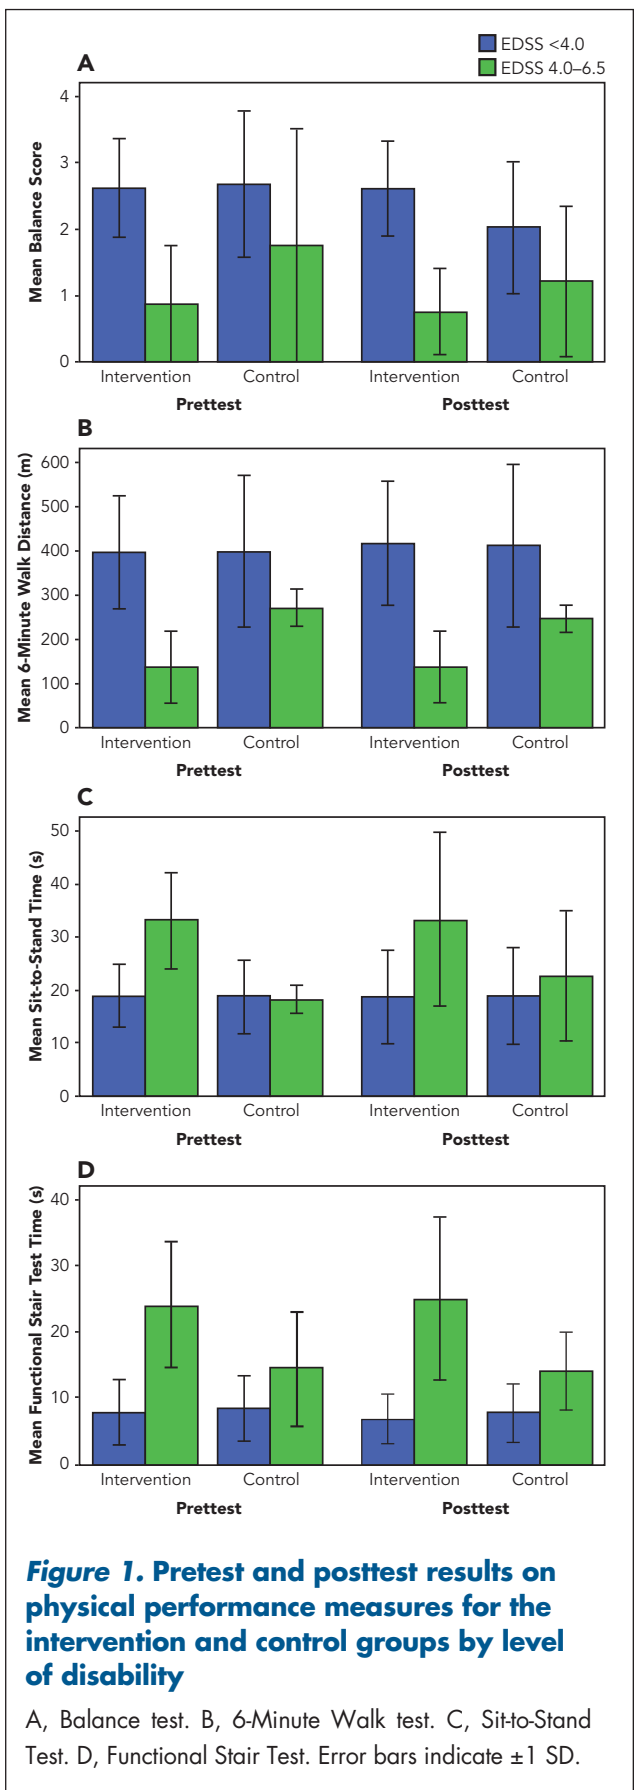 EDSS <4.0
EDSS 4.0–6.5
A
Mean Balance Score
4
3
2
1
0
Intervention Control Intervention Control
Prettest Posttest
B
Mean 6-Minute Walk Distance (m)
600
500
400
300
200
100
0
Intervention Control Intervention Control
Prettest Posttest
C
Mean Sit-to-Stand Time (s)
50
40
30
20
10
0
Intervention Control Intervention Control
Prettest Posttest
D
Mean Functional Stair Test Time (s)
40
30
20
10
0
Intervention Control Intervention Control
Prettest Posttest
Figure 1. Pretest and posttest results on
physical performance measures for the
intervention and control groups by level
of disability
A, Balance test. B, 6-Minute Walk test. C, Sit-to-Stand
Test. D, Functional Stair Test. Error bars indicate ±1 SD.